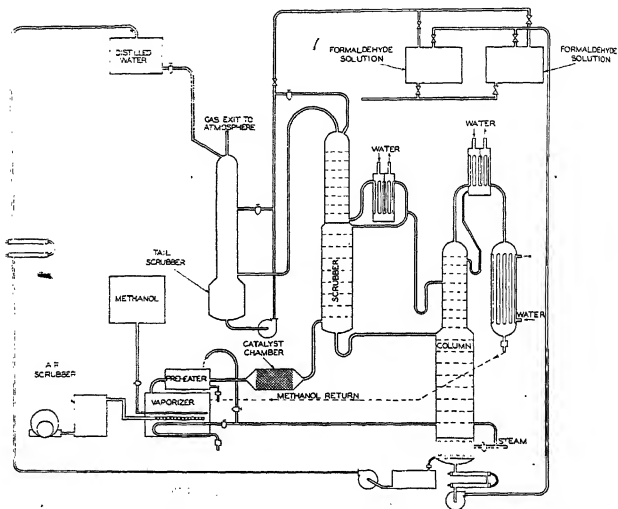 DISTILLED
WATER
GAS EXIT TO
ATMOSPHERE
FORMALDEHYDE
SOLUTION
FORMALDEHYDE
SOLUTION
WATER
WATER
TAIL
SCRUBBER
SCRUBBER
METHANOL
CATALYST
CHAMBER
WATER
COLUMN
AIR
SCRUBBER
PREHEATER
METHANOL RETURN
VAPORIZER
STEAM